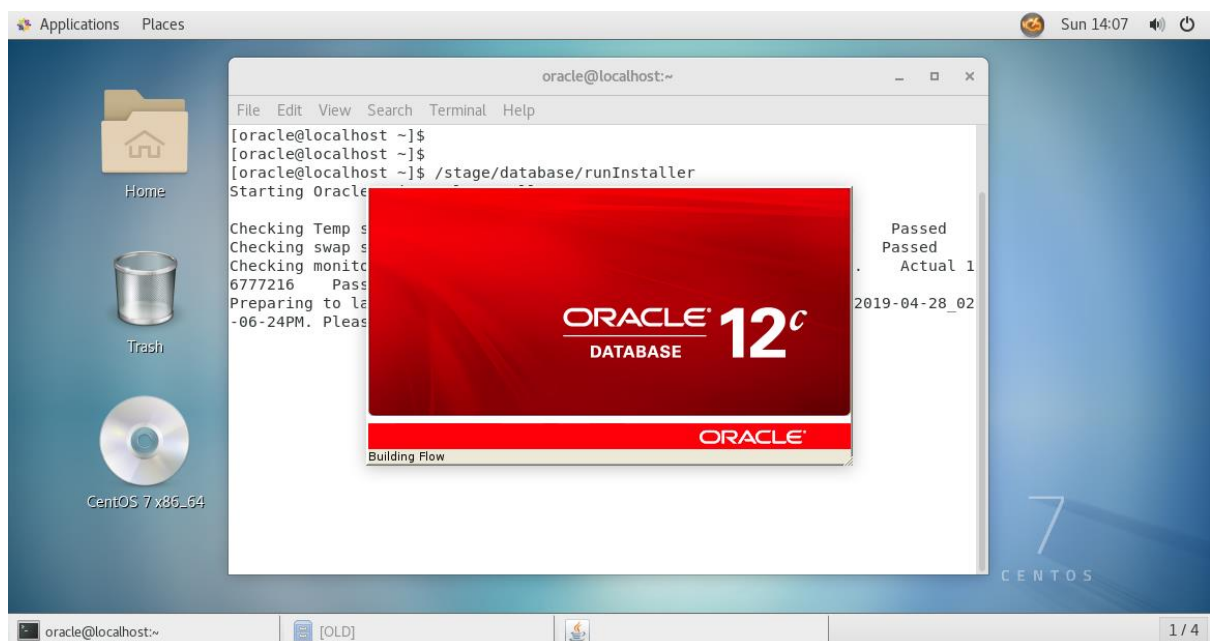 Applications Places Sun 14:07
oracle@localhost:~
File Edit View Search Terminal Help
[oracle@localhost ~]$
[oracle@localhost ~]$
[oracle@localhost ~]$ /stage/database/runInstaller
Starting Oracle
Checking Temp s Passed
Checking swap s Passed
Checking monito . Actual 1
6777216 Pass
Preparing to la 2019-04-28_02
-06-24PM. Pleas
ORACLE 12c
DATABASE
ORACLE
Building Flow
Home
Trash
CentOS 7 x86_64
7
CENTOS
oracle@localhost:~ [OLD] 1 / 4